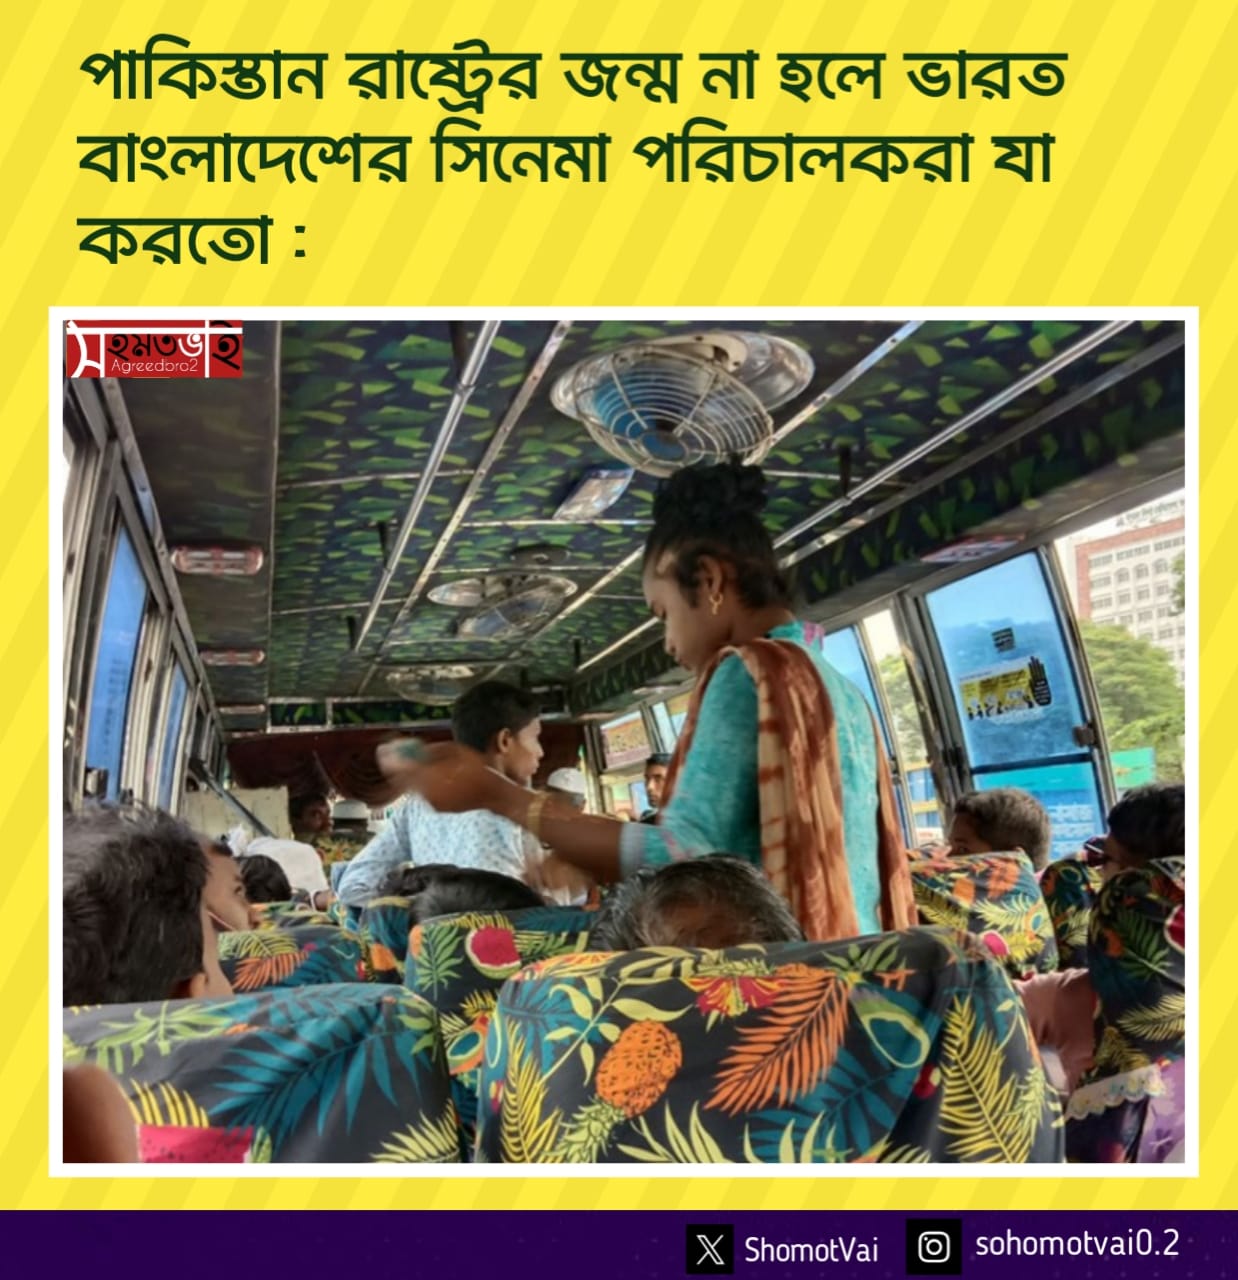 পাকিস্তান রাষ্ট্রের জন্ম না হলে ভারত
বাংলাদেশের সিনেমা পরিচালকরা যা
করতো :
সহমতভাই
Agreedbro2
ShomotVai
sohomotvai0.2